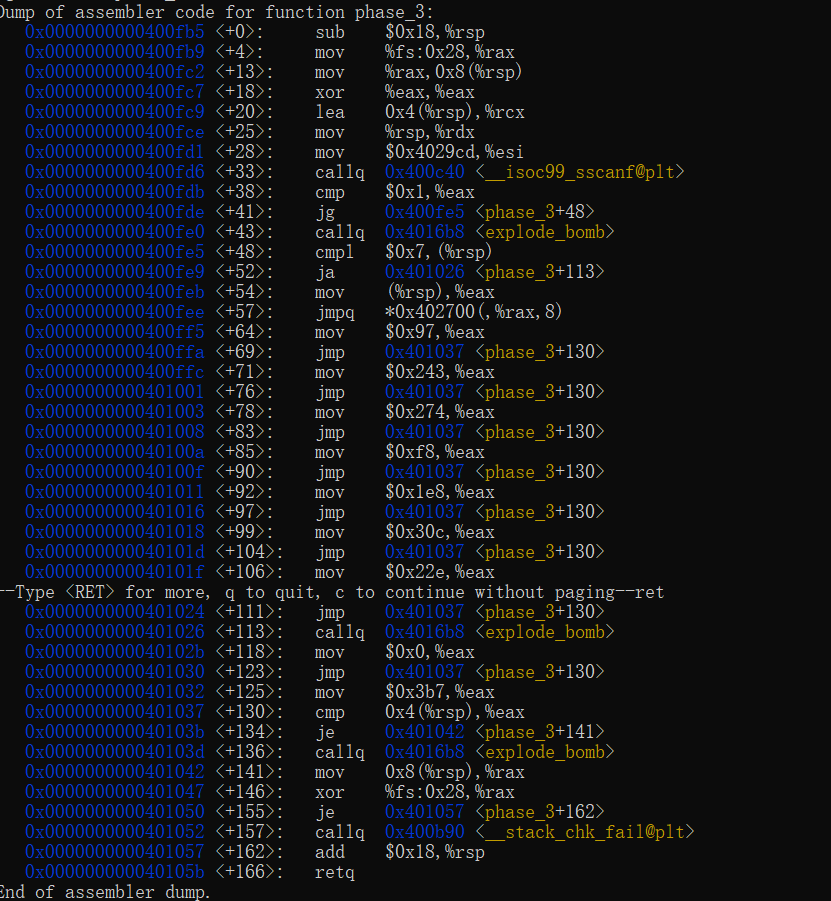 Dump of assembler code for function phase_3:
0x0000000000400fb5 <+0>: sub $0x18,%rsp
0x0000000000400fb9 <+4>: mov %fs:0x28,%rax
0x0000000000400fc2 <+13>: mov %rax,0x8(%rsp)
0x0000000000400fc7 <+18>: xor %eax,%eax
0x0000000000400fc9 <+20>: lea 0x4(%rsp),%rcx
0x0000000000400fce <+25>: mov %rsp,%rdx
0x0000000000400fd1 <+28>: mov $0x4029cd,%esi
0x0000000000400fd6 <+33>: callq 0x400c40 <__isoc99_sscanf@plt>
0x0000000000400fdb <+38>: cmp $0x1,%eax
0x0000000000400fde <+41>: jg 0x400fe5 <phase_3+48>
0x0000000000400fe0 <+43>: callq 0x4016b8 <explode_bomb>
0x0000000000400fe5 <+48>: cmpl $0x7,(%rsp)
0x0000000000400fe9 <+52>: ja 0x401026 <phase_3+113>
0x0000000000400feb <+54>: mov (%rsp),%eax
0x0000000000400fee <+57>: jmpq *0x402700(,%rax,8)
0x0000000000400ff5 <+64>: mov $0x97,%eax
0x0000000000400ffa <+69>: jmp 0x401037 <phase_3+130>
0x0000000000400ffc <+71>: mov $0x243,%eax
0x0000000000401001 <+76>: jmp 0x401037 <phase_3+130>
0x0000000000401003 <+78>: mov $0x274,%eax
0x0000000000401008 <+83>: jmp 0x401037 <phase_3+130>
0x000000000040100a <+85>: mov $0xf8,%eax
0x000000000040100f <+90>: jmp 0x401037 <phase_3+130>
0x0000000000401011 <+92>: mov $0x1e8,%eax
0x0000000000401016 <+97>: jmp 0x401037 <phase_3+130>
0x0000000000401018 <+99>: mov $0x30c,%eax
0x000000000040101d <+104>: jmp 0x401037 <phase_3+130>
0x000000000040101f <+106>: mov $0x22e,%eax
--Type <RET> for more, q to quit, c to continue without paging--ret
0x0000000000401024 <+111>: jmp 0x401037 <phase_3+130>
0x0000000000401026 <+113>: callq 0x4016b8 <explode_bomb>
0x000000000040102b <+118>: mov $0x0,%eax
0x0000000000401030 <+123>: jmp 0x401037 <phase_3+130>
0x0000000000401032 <+125>: mov $0x3b7,%eax
0x0000000000401037 <+130>: cmp 0x4(%rsp),%eax
0x000000000040103b <+134>: je 0x401042 <phase_3+141>
0x000000000040103d <+136>: callq 0x4016b8 <explode_bomb>
0x0000000000401042 <+141>: mov 0x8(%rsp),%rax
0x0000000000401047 <+146>: xor %fs:0x28,%rax
0x0000000000401050 <+155>: je 0x401057 <phase_3+162>
0x0000000000401052 <+157>: callq 0x400b90 <__stack_chk_fail@plt>
0x0000000000401057 <+162>: add $0x18,%rsp
0x000000000040105b <+166>: retq
End of assembler dump.